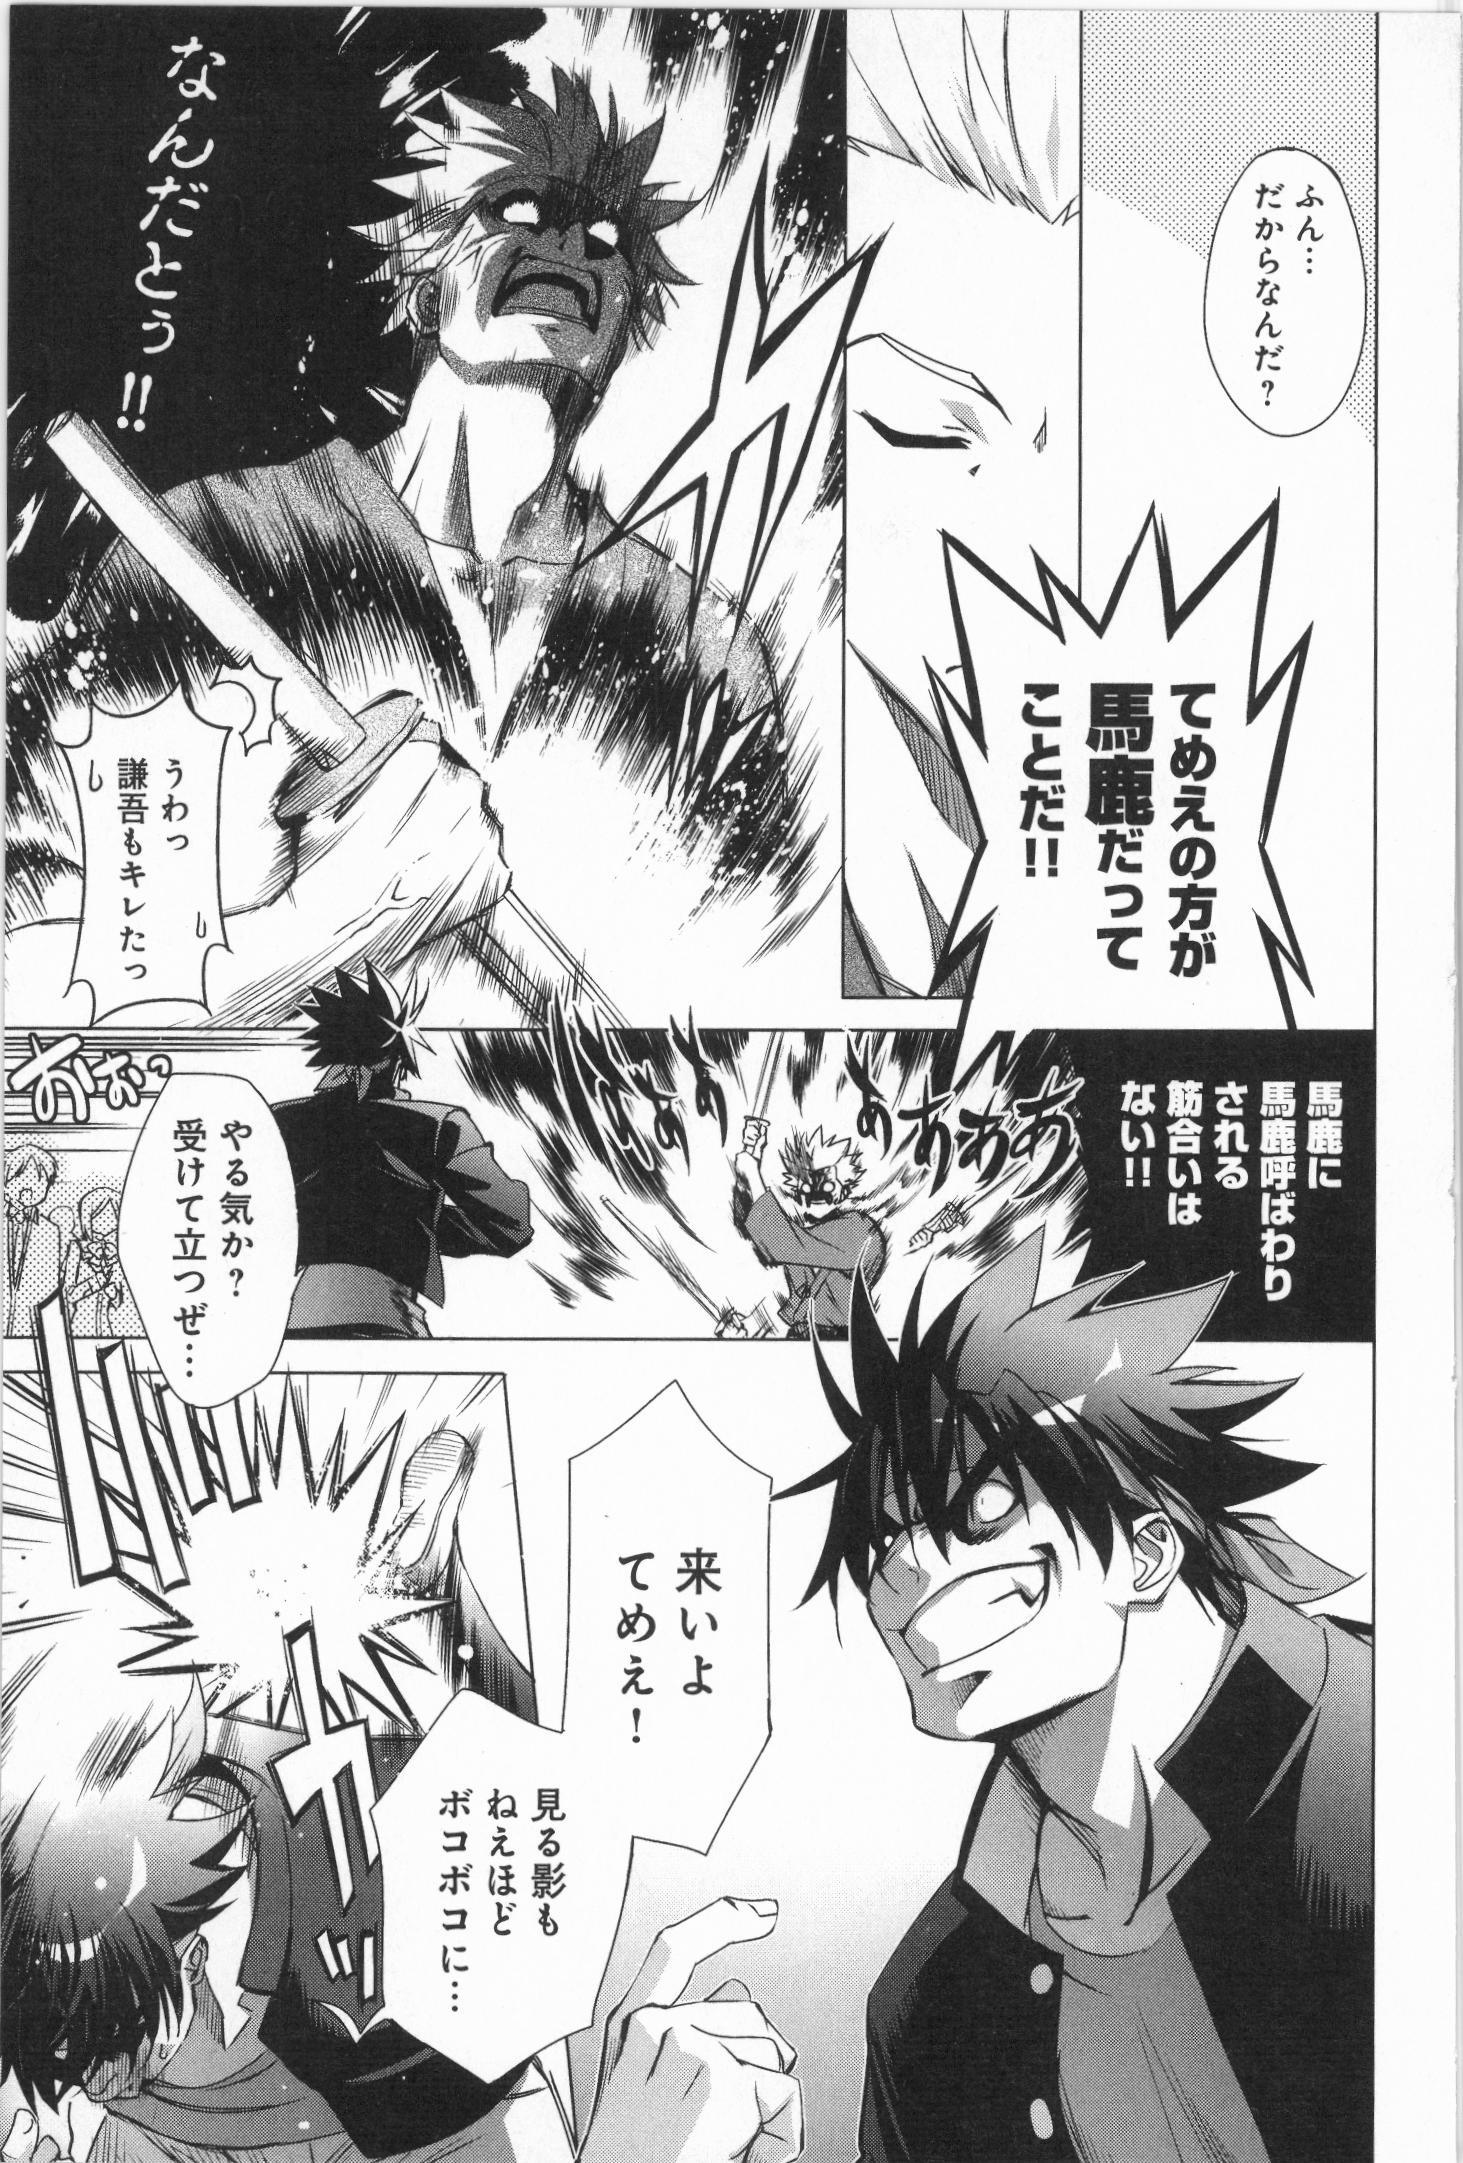 ふん…
だからなんだ?
てめえの方が
馬鹿だって
ことだ!!
なんだとぅ!!
うわっ
謙吾もキレたっ
馬鹿に
馬鹿呼ばわり
される
筋合いは
ない!!
おおっ
やる気か?
受けて立つぜ…
来いよ
てめえ!
見る影も
ねえほど
ボコボコに…